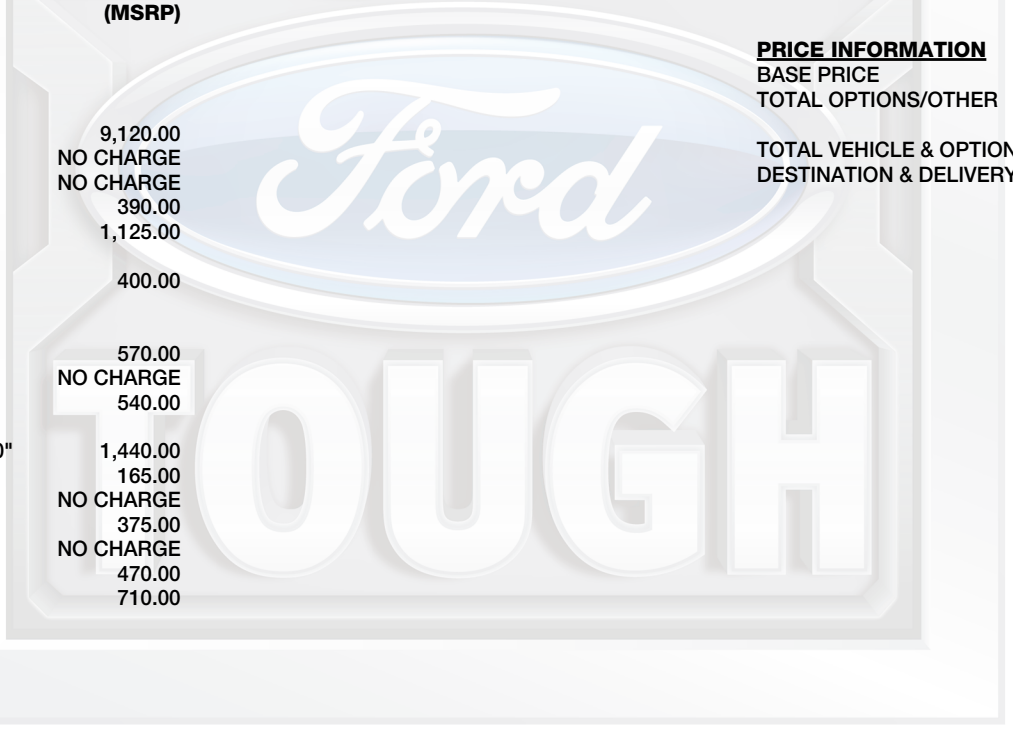 (MSRP)
9,120.00
NO CHARGE
NO CHARGE
390.00
1,125.00
400.00
570.00
NO CHARGE
540.00
0" 1,440.00
165.00
NO CHARGE
375.00
NO CHARGE
470.00
710.00
PRICE INFORMATION
BASE PRICE
TOTAL OPTIONS/OTHER
TOTAL VEHICLE & OPTION
DESTINATION & DELIVERY
Ford
TOUGH